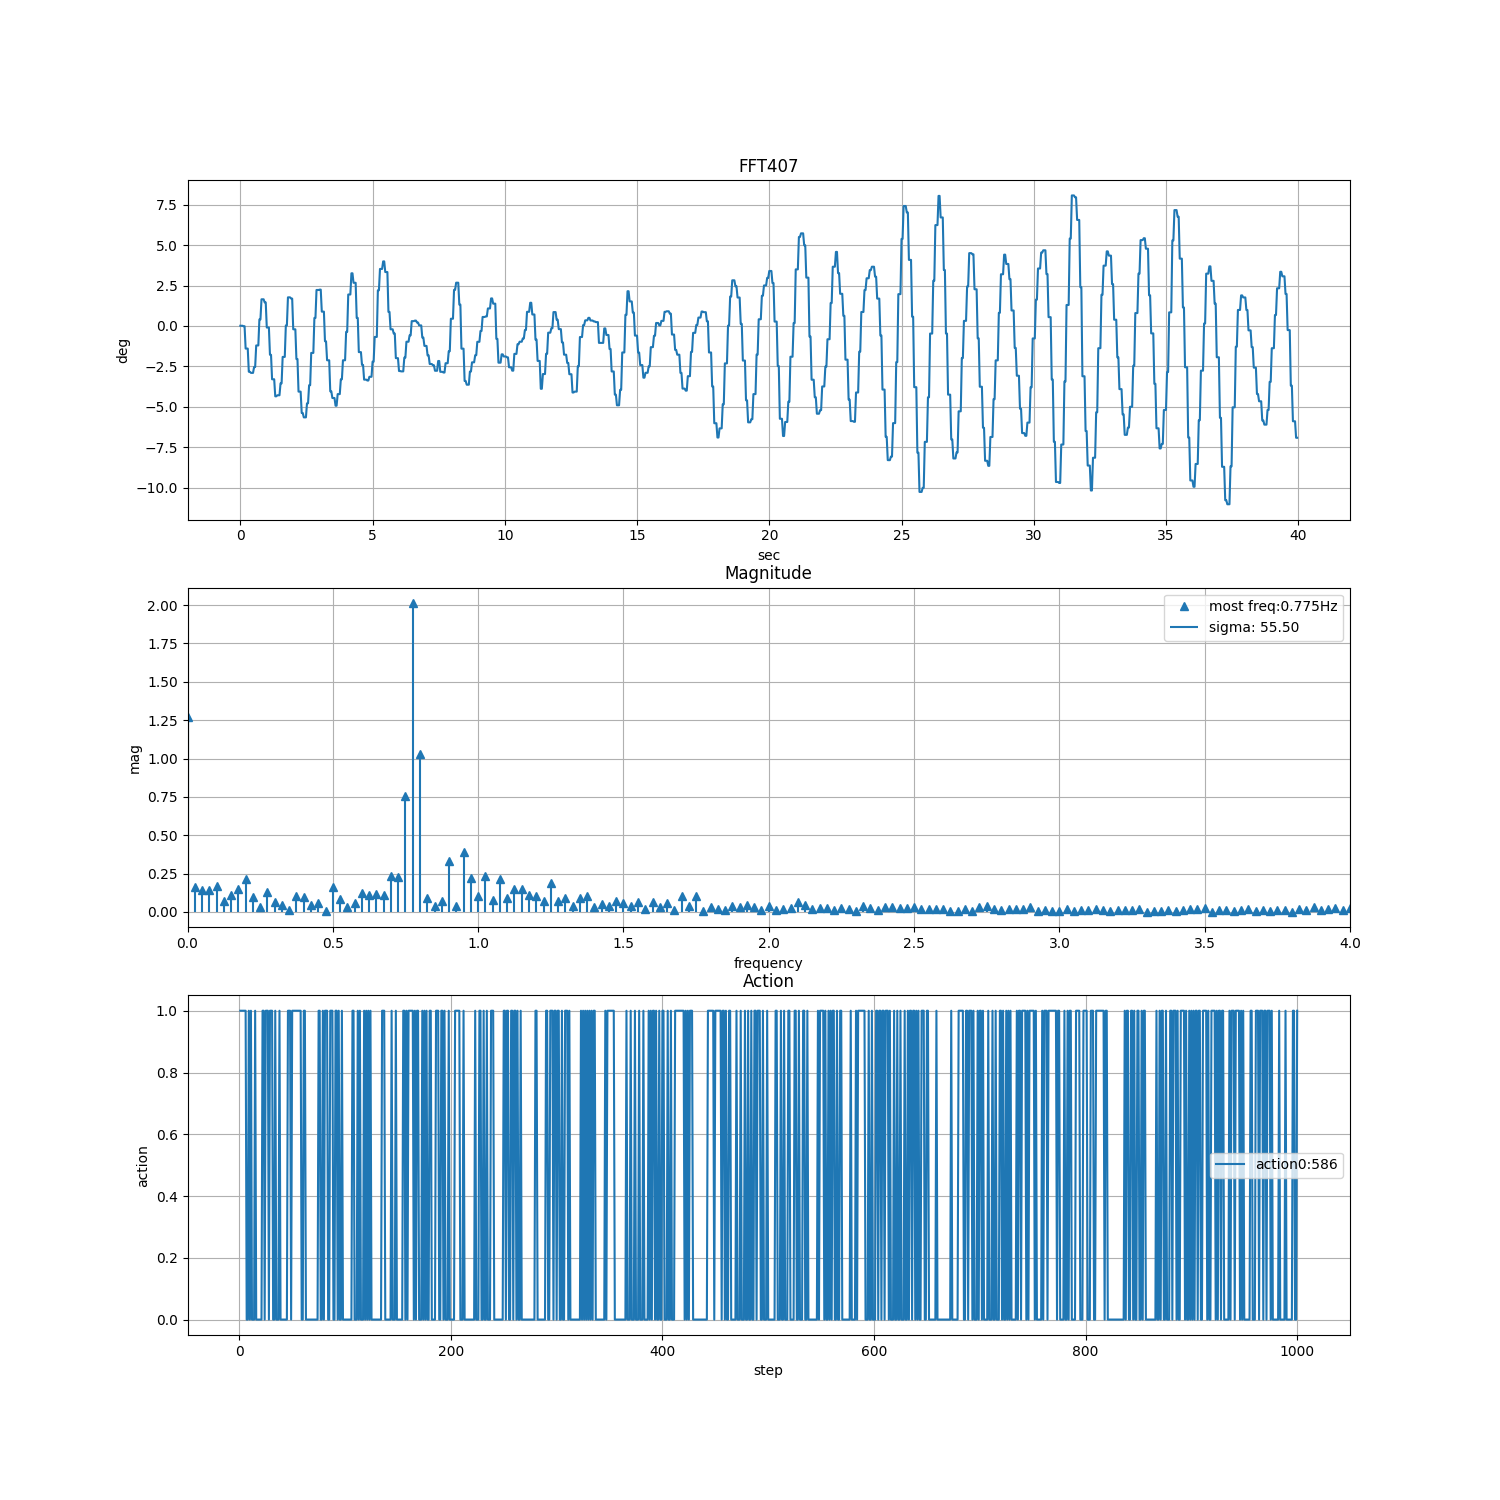 FFT407
7.5
5.0
2.5
0.0
−2.5
−5.0
−7.5
−10.0
deg
0 5 10 15 20 25 30 35 40
sec
Magnitude
most freq:0.775Hz
sigma: 55.50
2.00
1.75
1.50
1.25
1.00
0.75
0.50
0.25
0.00
mag
0.0 0.5 1.0 1.5 2.0 2.5 3.0 3.5 4.0
frequency
Action
1.0
0.8
0.6
0.4
0.2
0.0
action
action0:586
0 200 400 600 800 1000
step